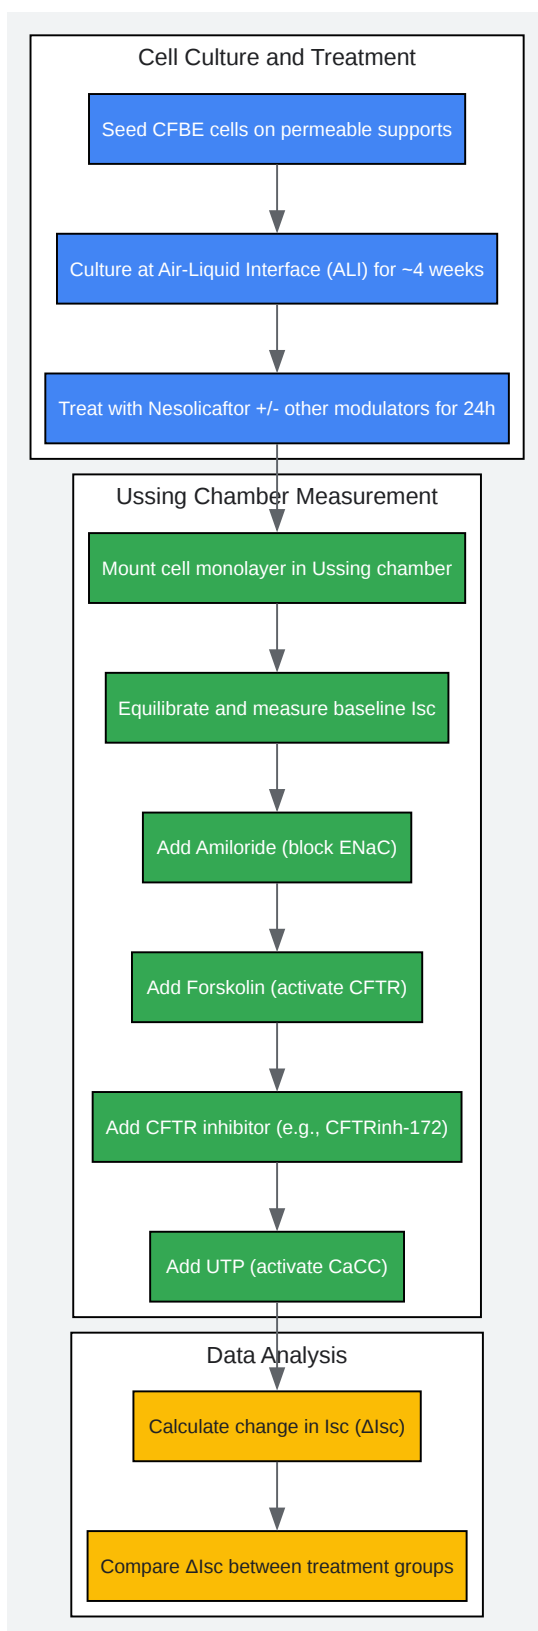 Cell Culture and Treatment
Seed CFBE cells on permeable supports
Culture at Air-Liquid Interface (ALI) for ~4 weeks
Treat with Nesolicaftor +/- other modulators for 24h
Ussing Chamber Measurement
Mount cell monolayer in Ussing chamber
Equilibrate and measure baseline Isc
Add Amiloride (block ENaC)
Add Forskolin (activate CFTR)
Add CFTR inhibitor (e.g., CFTRinh-172)
Add UTP (activate CaCC)
Data Analysis
Calculate change in Isc (ΔIsc)
Compare ΔIsc between treatment groups